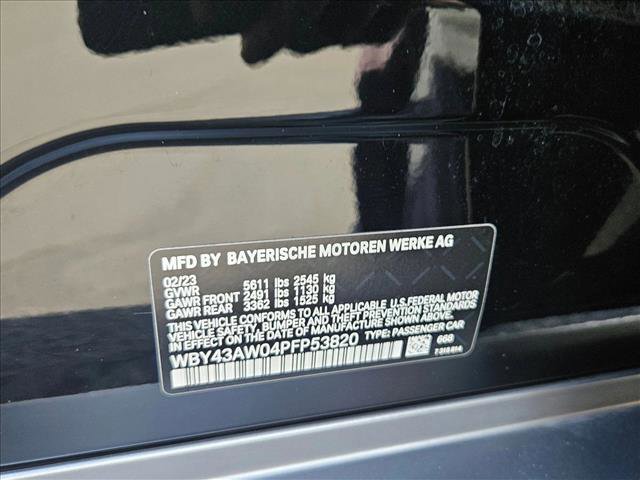 MFD BY BAYERISCHE MOTOREN WERKE AG
02/23
GVWR 5611 lbs 2545 kg
GAWR FRONT 2491 lbs 1130 kg
GAWR REAR 3362 lbs 1525 kg
VEHICLE CONFORMS TO ALL APPLICABLE U.S. FEDERAL MOTOR
VEHICLE SAFETY, BUMPER AND THEFT PREVENTION STANDARDS
IN EFFECT ON THE DATE OF MANUFACTURE SHOWN ABOVE.
WBY43AW04PFP53820 TYPE: PASSENGER CAR
668